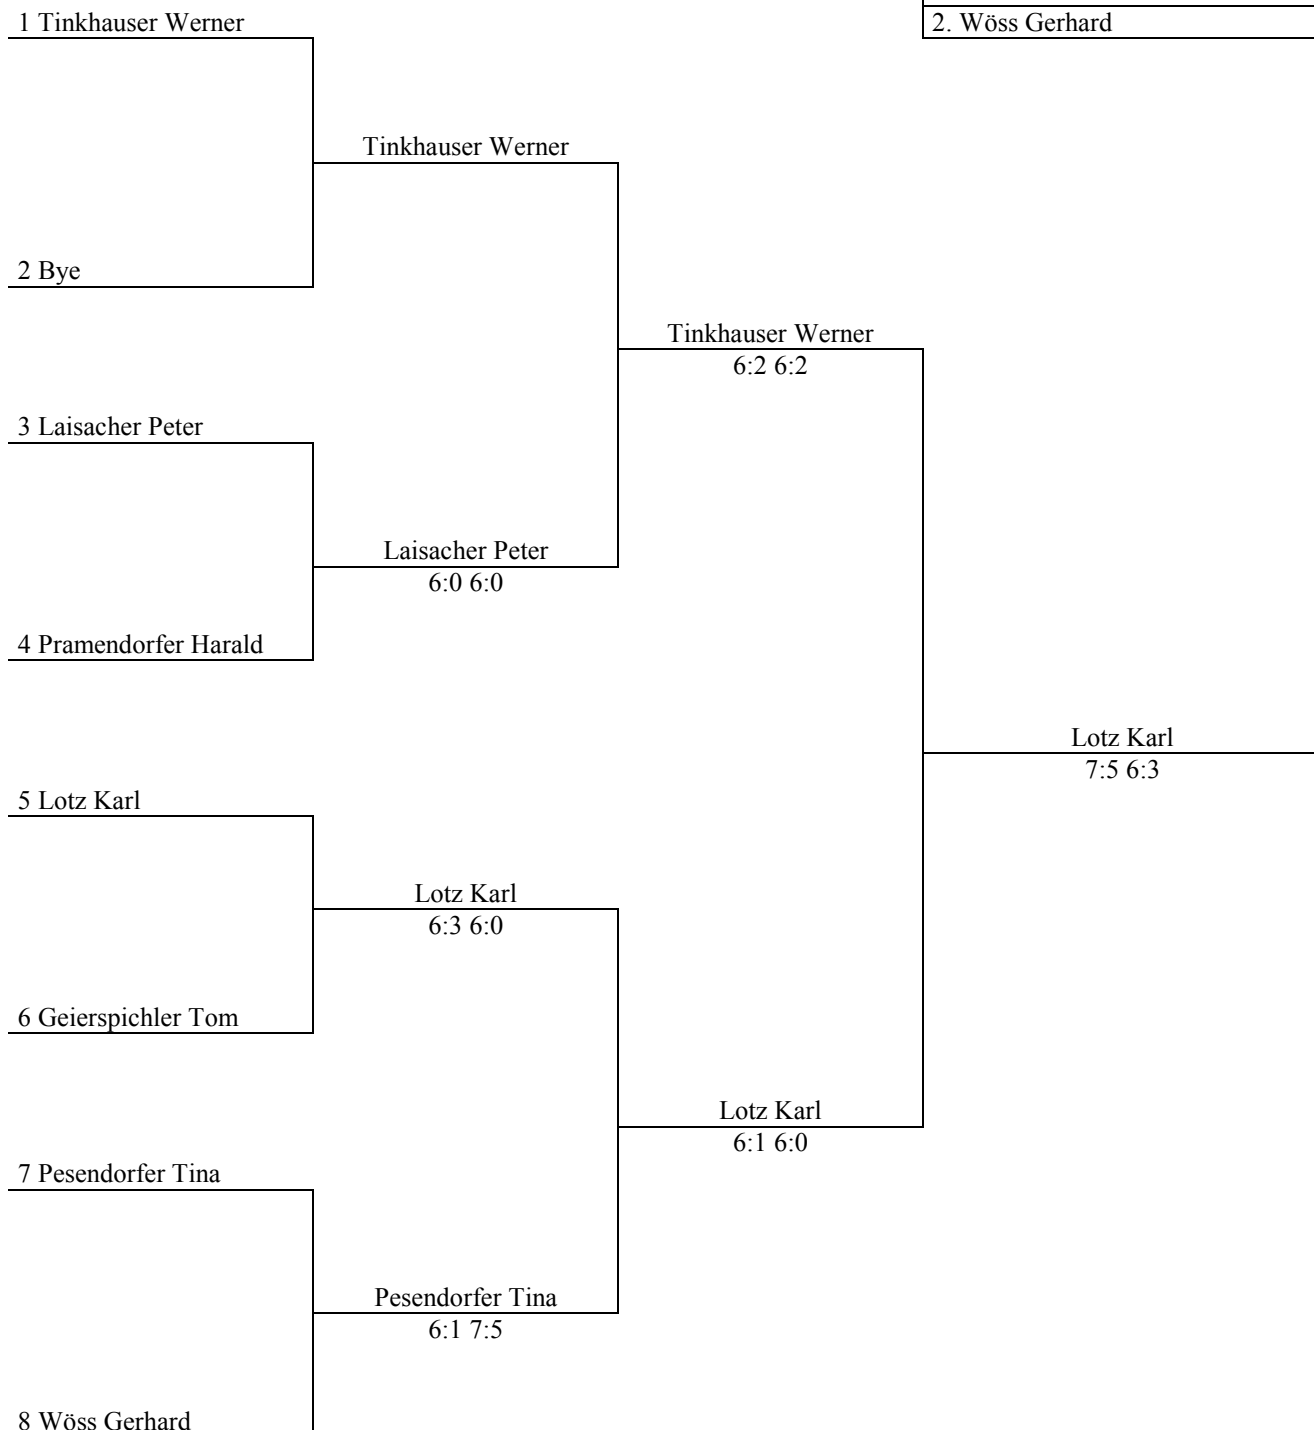 1 Tinkhauser Werner
2. Wöss Gerhard
Tinkhauser Werner
2 Bye
Tinkhauser Werner
6:2 6:2
3 Laisacher Peter
Laisacher Peter
6:0 6:0
4 Pramendorfer Harald
Lotz Karl
7:5 6:3
5 Lotz Karl
Lotz Karl
6:3 6:0
6 Geierspichler Tom
Lotz Karl
6:1 6:0
7 Pesendorfer Tina
Pesendorfer Tina
6:1 7:5
8 Wöss Gerhard